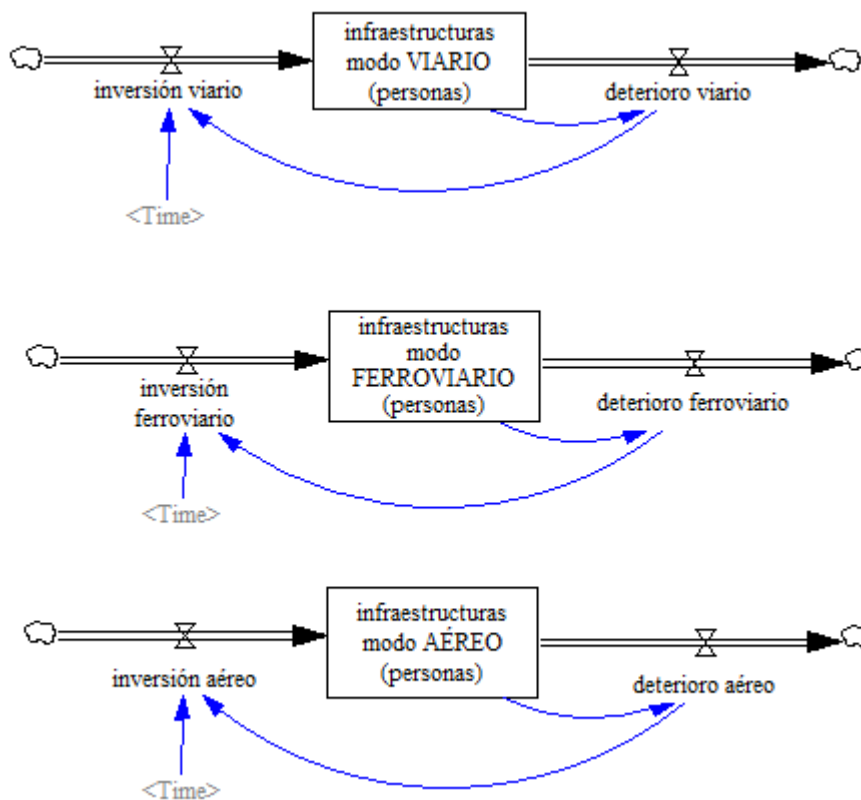 infraestructuras
modo VIARIO
(personas)
inversión viario
deterioro viario
<Time>
infraestructuras
modo
FERROVIARIO
(personas)
inversión
ferroviario
deterioro ferroviario
<Time>
infraestructuras
modo AÉREO
(personas)
inversión aéreo
deterioro aéreo
<Time>